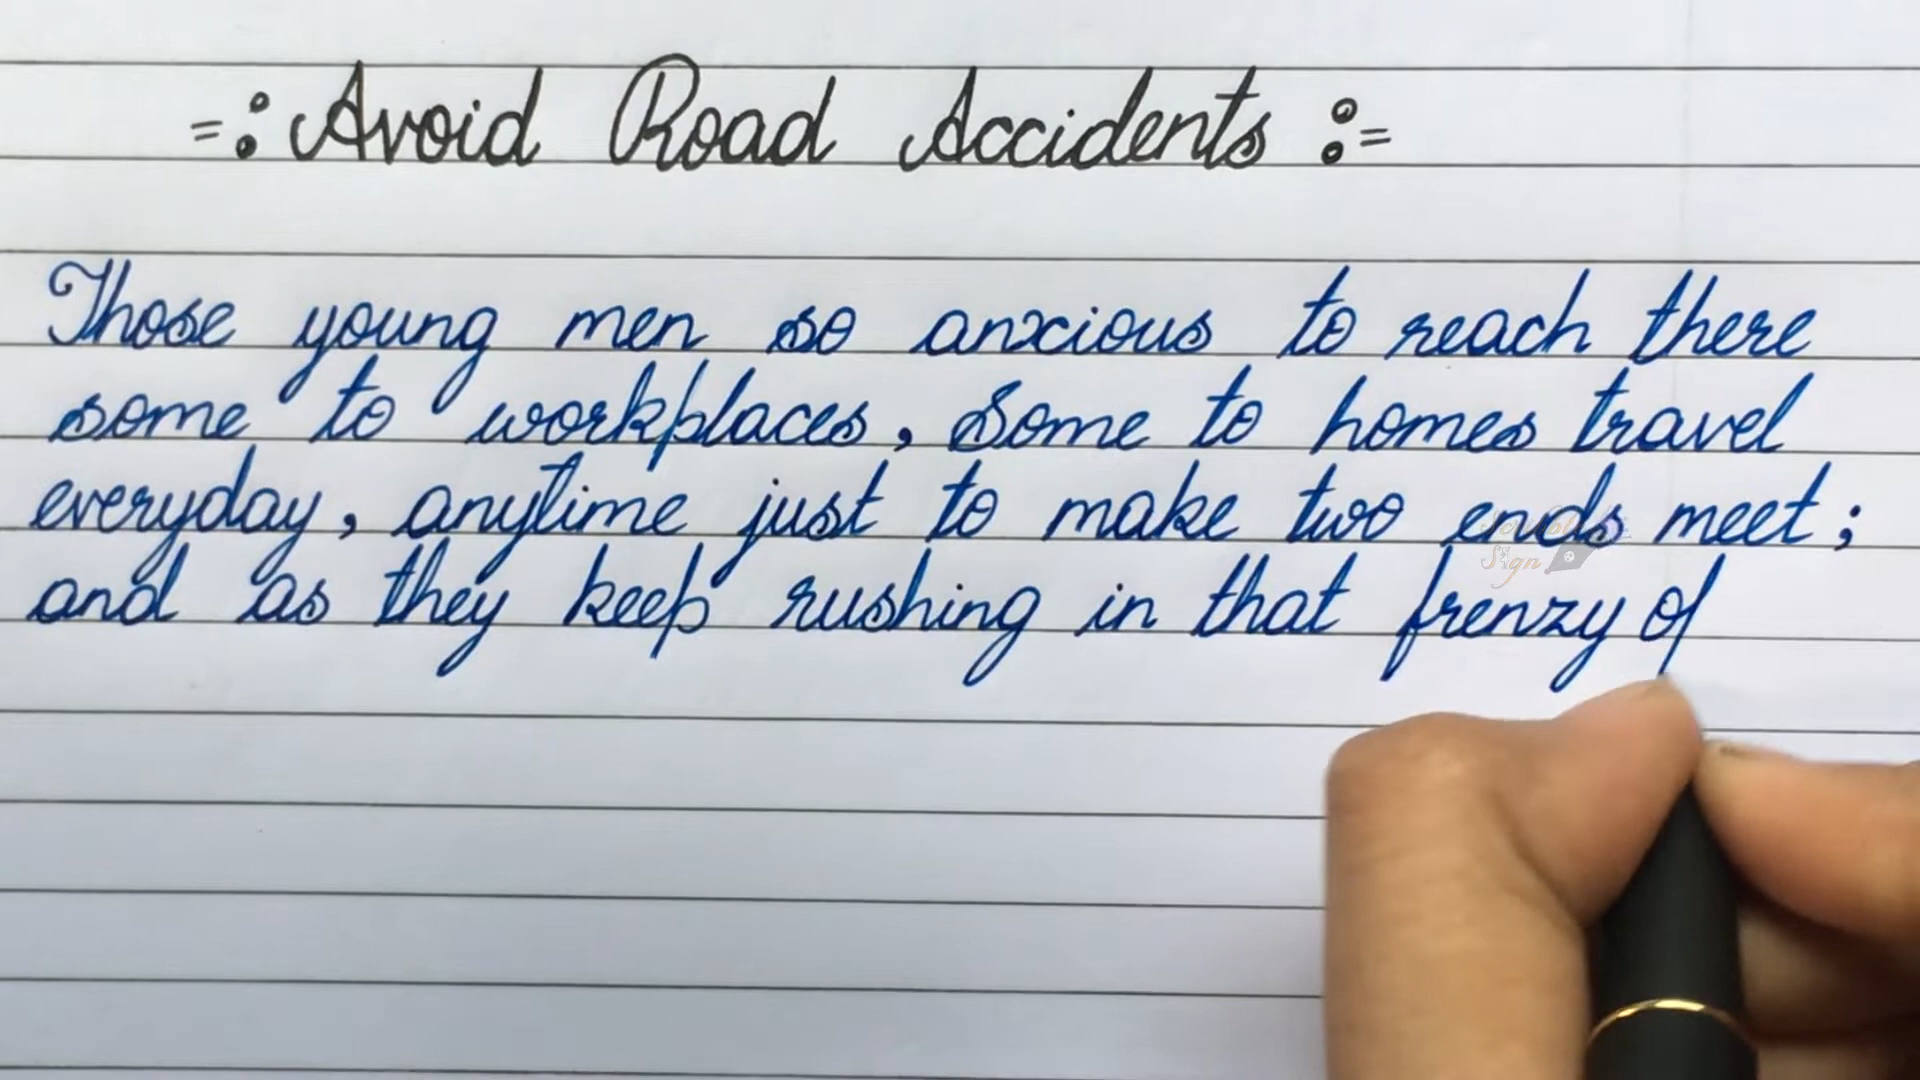 =: Avoid Road Accidents :=
Those young men so anxious to reach there
some to workplaces, Some to homes travel
everyday, anytime just to make two ends meet;
and as they keep rushing in that frenzy of
Sign